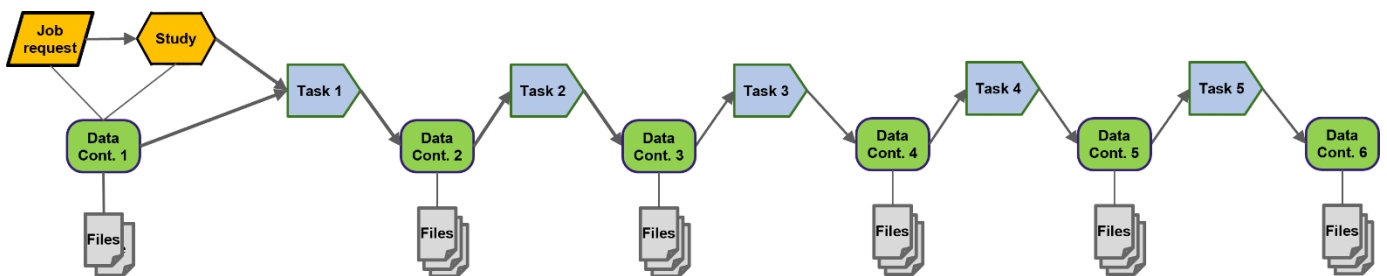 Job
request
Study
Task 1
Task 2
Task 3
Task 4
Task 5
Data
Cont. 1
Data
Cont. 2
Data
Cont. 3
Data
Cont. 4
Data
Cont. 5
Data
Cont. 6
Files
Files
Files
Files
Files
Files